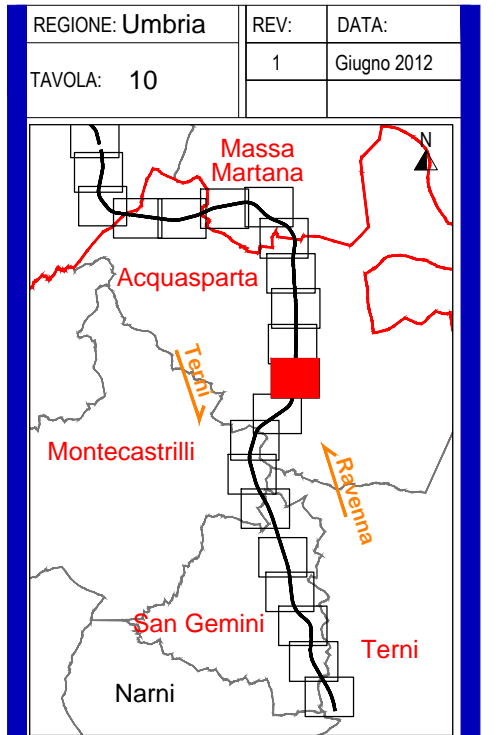 REGIONE: Umbria
REV:
DATA:
TAVOLA: 10
1
Giugno 2012
N
Massa
Martana
Acquasparta
Terni
Montecastrilli
Ravenna
San Gemini
Terni
Narni